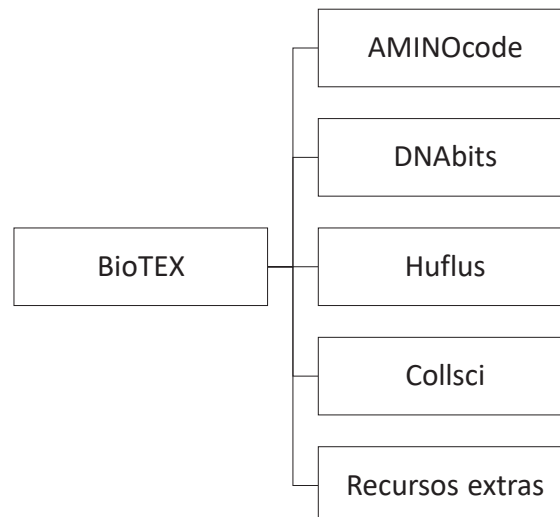 AMINOcode
DNAbits
BioTEX
Huflus
Collsci
Recursos extras